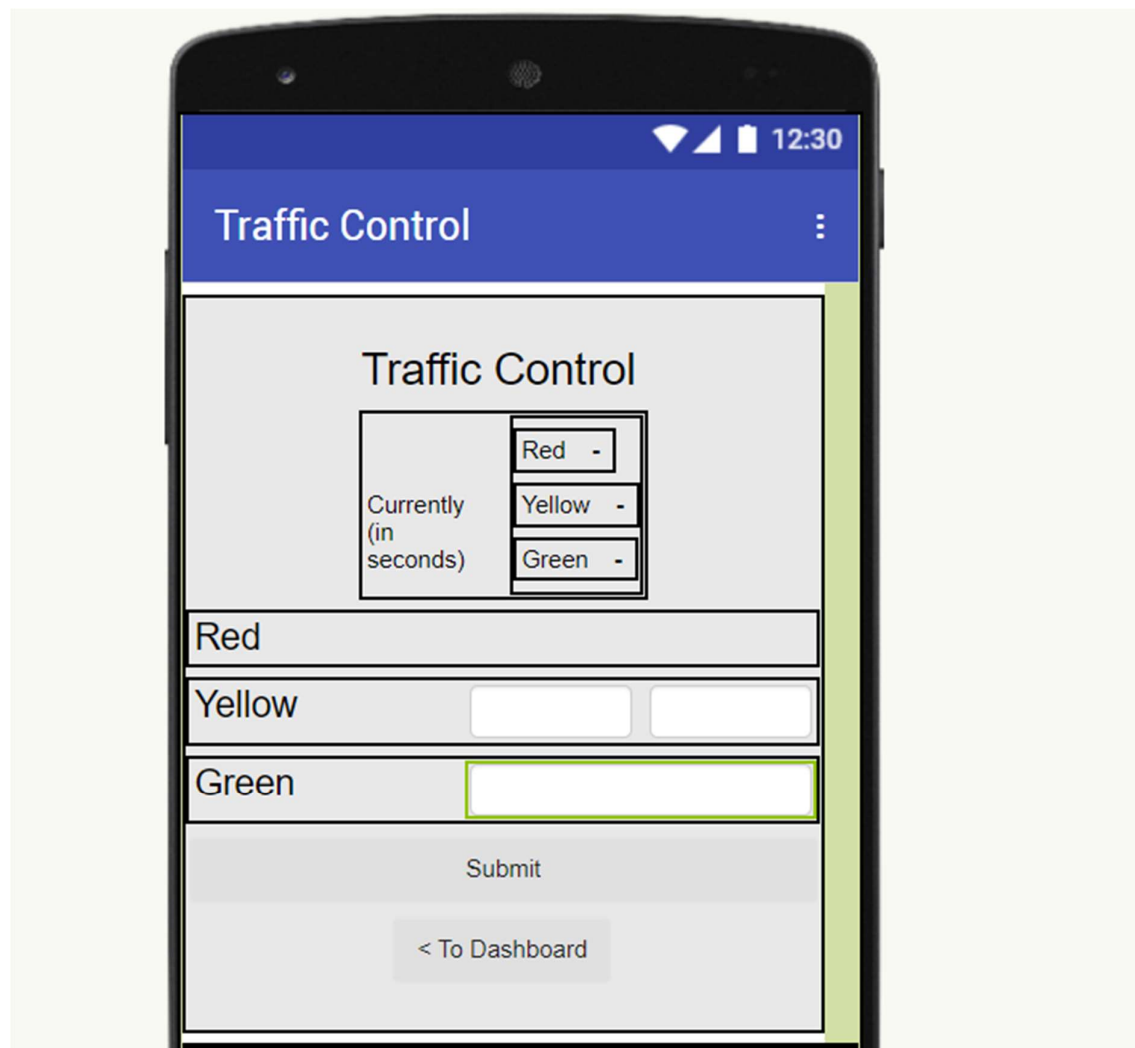 12:30
Traffic Control
Traffic Control
Currently
(in
seconds)
Red -
Yellow -
Green -
Red
Yellow
Green
Submit
< To Dashboard